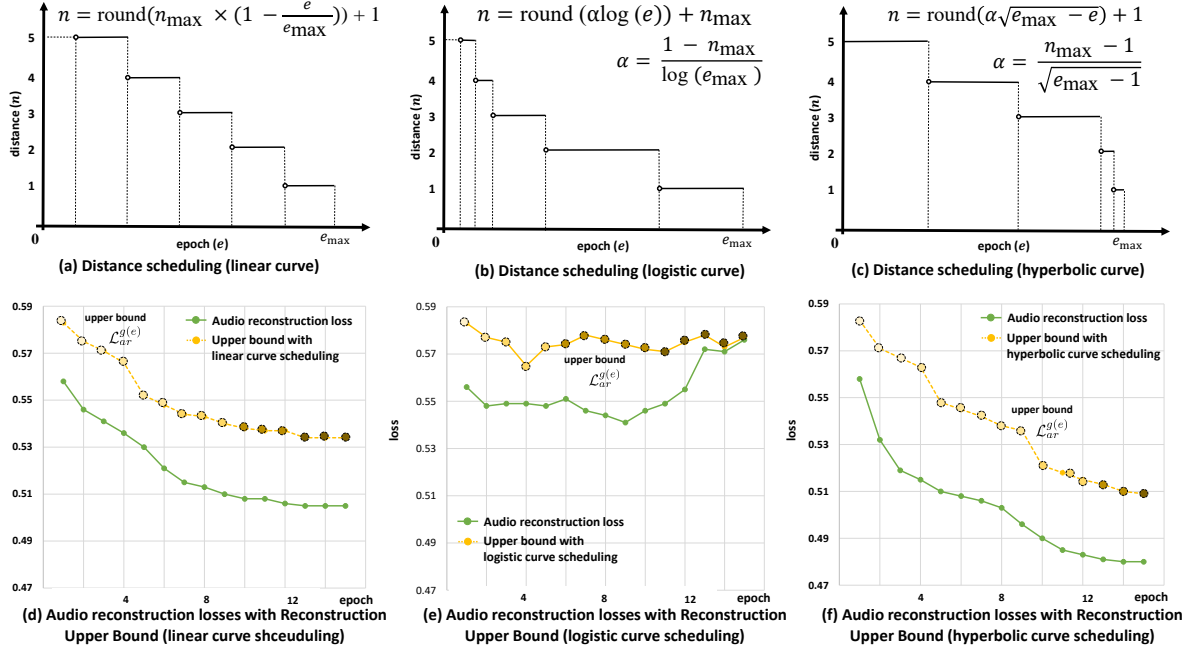 n = round(n_max × (1 − e/e_max)) + 1
5
4
3
2
1
0
distance (n)
epoch (e)
e_max
(a) Distance scheduling (linear curve)
n = round (αlog (e)) + n_max
α = (1 − n_max)/(log (e_max ))
5
4
3
2
1
0
distance (n)
epoch (e)
e_max
(b) Distance scheduling (logistic curve)
n = round(α√(e_max − e)) + 1
α = (n_max − 1)/√(e_max − 1)
5
4
3
2
1
0
distance (n)
epoch (e)
e_max
(c) Distance scheduling (hyperbolic curve)
0.59
0.57
0.55
0.53
0.51
0.49
0.47
loss
upper bound
ℒ_ar^g(e)
Audio reconstruction loss
Upper bound with
linear curve scheduling
4
8
12
epoch
(d) Audio reconstruction losses with Reconstruction
Upper Bound (linear curve shceuduling)
0.59
0.57
0.55
0.53
0.51
0.49
0.47
loss
upper bound
ℒ_ar^g(e)
Audio reconstruction loss
Upper bound with
logistic curve scheduling
4
8
12
epoch
(e) Audio reconstruction losses with Reconstruction
Upper Bound (logistic curve scheduling)
0.59
0.57
0.55
0.53
0.51
0.49
0.47
loss
Audio reconstruction loss
Upper bound with
hyperbolic curve scheduling
upper bound
ℒ_ar^g(e)
4
8
12
epoch
(f) Audio reconstruction losses with Reconstruction
Upper Bound (hyperbolic curve scheduling)